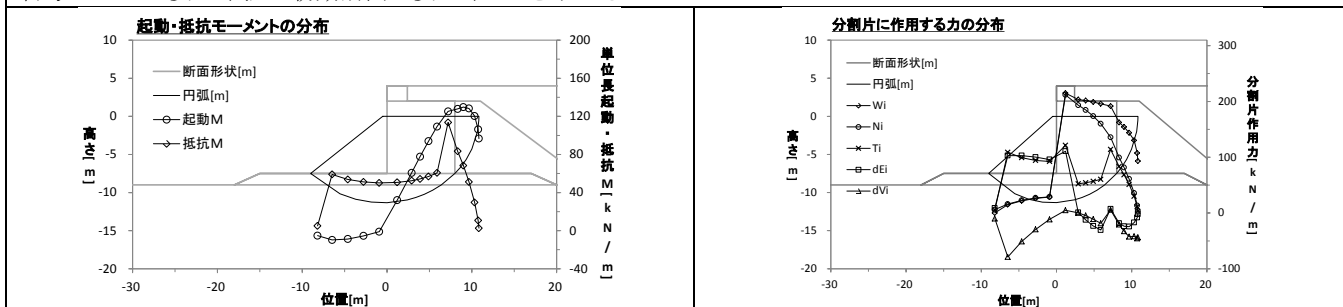 起動・抵抗モーメントの分布
10
5
0
-5
-10
-15
-20
高さ[m]
断面形状[m]
円弧[m]
起動M
抵抗M
200
160
120
80
40
0
-40
単位長起動・抵抗M[kN/m]
-30
-20
-10
0
10
20
位置[m]
分割片に作用する力の分布
10
5
0
-5
-10
-15
-20
高さ[m]
断面形状[m]
円弧[m]
Wi
Ni
Ti
dEi
dVi
300
200
100
0
-100
分割片作用力[kN/m]
-30
-20
-10
0
10
20
位置[m]